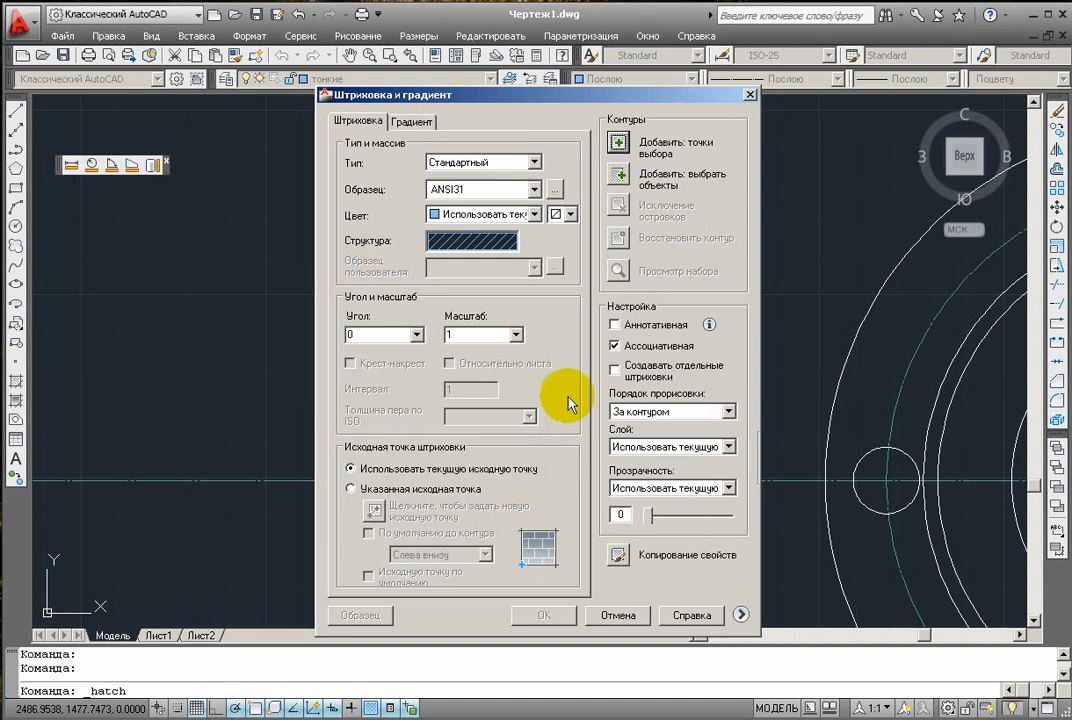 Классический AutoCAD
Чертеж1.dwg
Введите ключевое слово/фразу
Файл Правка Вид Вставка Формат Сервис Рисование Размеры Редактировать Параметризация Окно Справка
Standard ISO-25 Standard Standard
Классический AutoCAD тонкие Послою Послою Послою Поцвету
Штриховка и градиент
Штриховка Градиент
Тип и массив
Тип: Стандартный
Образец: ANSI31 ...
Цвет: Использовать тек
Структура:
Образец
пользователя: ...
Угол и масштаб
Угол: Масштаб:
0 1
Крест-накрест Относительно листа
Интервал: 1
Толщина пера по
ISO:
Исходная точка штриховки
Использовать текущую исходную точку
Указанная исходная точка
Щелкните, чтобы задать новую
исходную точку
По умолчанию до контура
Слева внизу
Исходную точку по
умолчанию
Контуры
Добавить: точки
выбора
Добавить: выбрать
объекты
Исключение
островков
Восстановить контур
Просмотр набора
Настройка
Аннотативная
Ассоциативная
Создавать отдельные
штриховки
Порядок прорисовки:
За контуром
Слой:
Использовать текущую
Прозрачность:
Использовать текущую
0
Копирование свойств
Образец OK Отмена Справка
С
З Верх В
Ю
МСК
Y
X
Модель Лист1 Лист2
Команда:
Команда:
Команда: _hatch
2486.9538, 1477.7473, 0.0000 МОДЕЛЬ 1:1